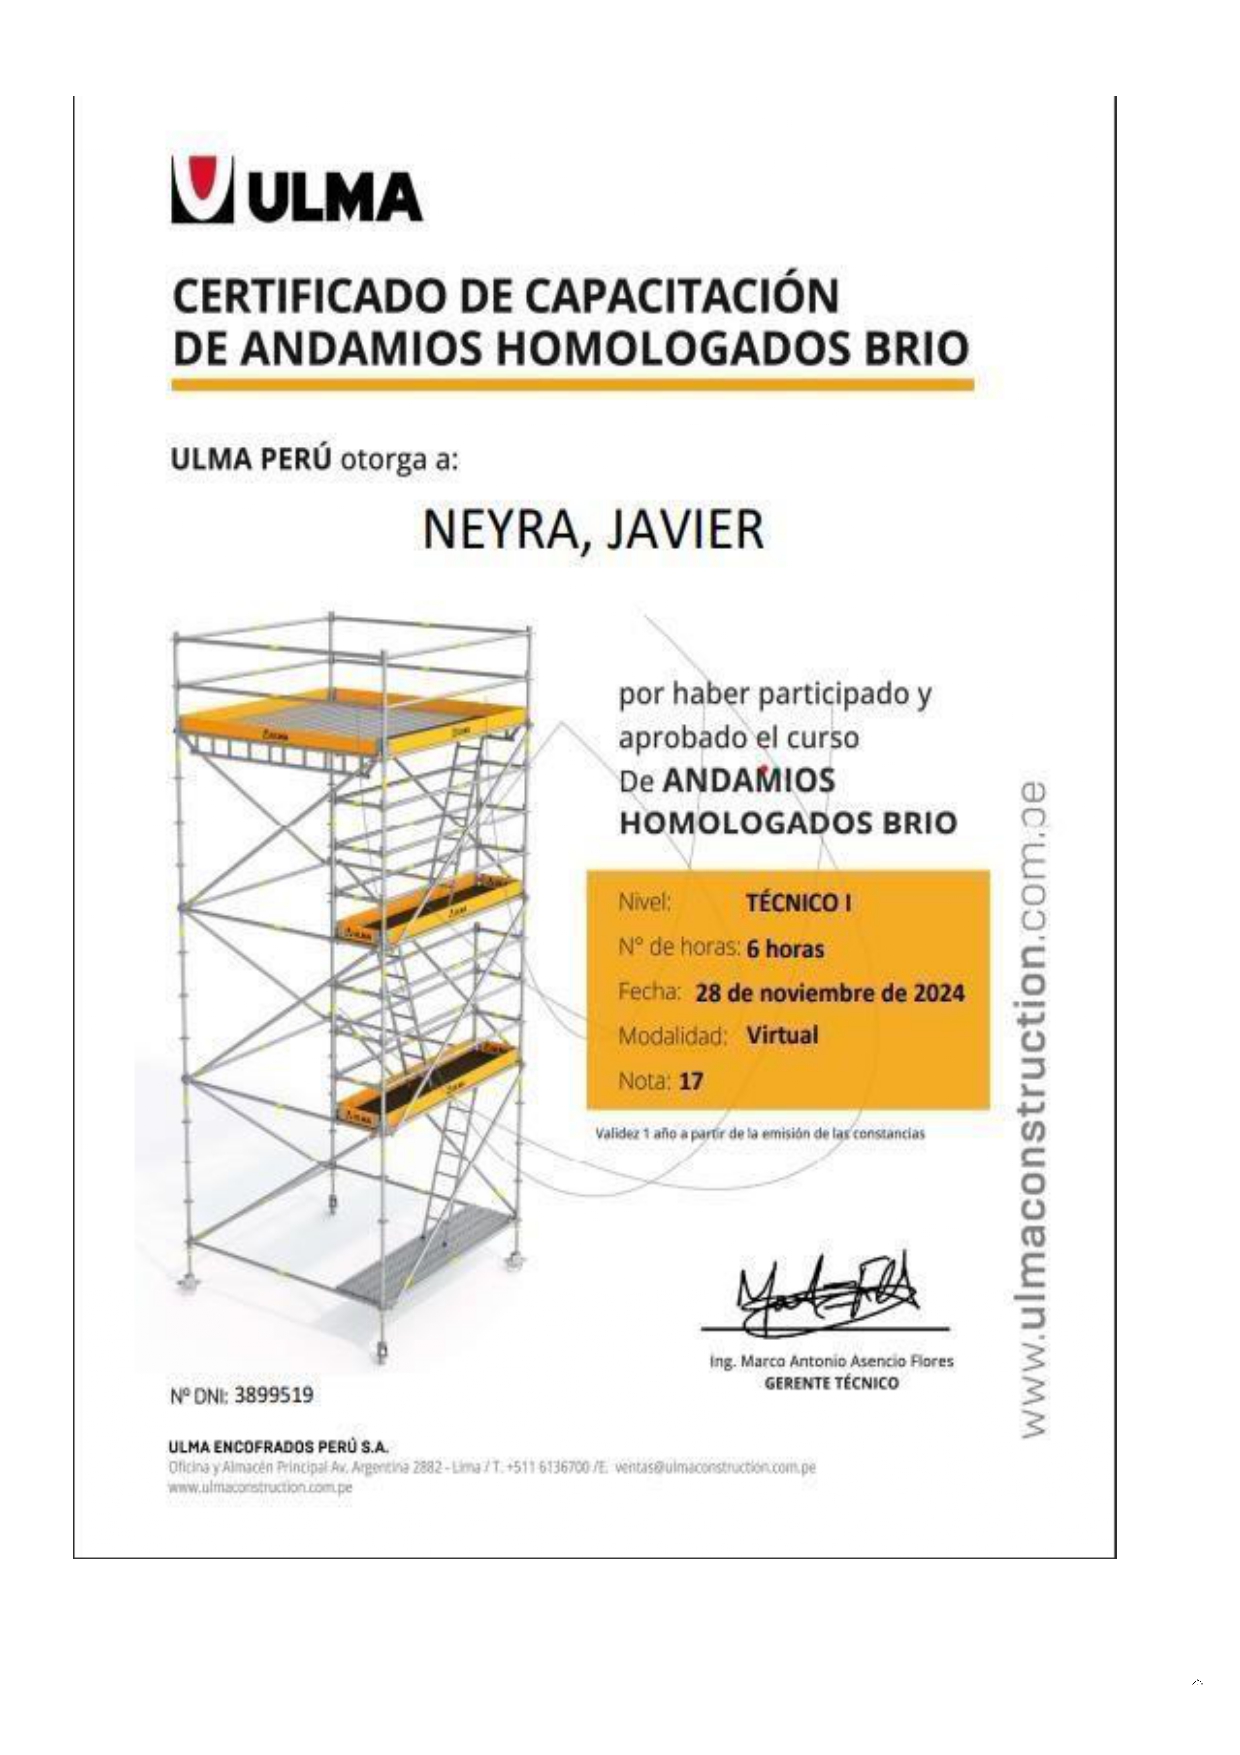 ULMA
CERTIFICADO DE CAPACITACIÓN
DE ANDAMIOS HOMOLOGADOS BRIO
ULMA PERÚ otorga a:
NEYRA, JAVIER
por haber participado y
aprobado el curso
De ANDAMIOS
HOMOLOGADOS BRIO
Nivel: TÉCNICO I
N° de horas: 6 horas
Fecha: 28 de noviembre de 2024
Modalidad: Virtual
Nota: 17
Validez 1 año a partir de la emisión de las constancias
www.ulmaconstruction.com.pe
Ing. Marco Antonio Asencio Flores
GERENTE TÉCNICO
Nº DNI: 3899519
ULMA ENCOFRADOS PERÚ S.A.
Oficina y Almacén Principal Av. Argentina 2882 - Lima / T. +511 6136700 /E. ventas@ulmaconstruction.com.pe
www.ulmaconstruction.com.pe